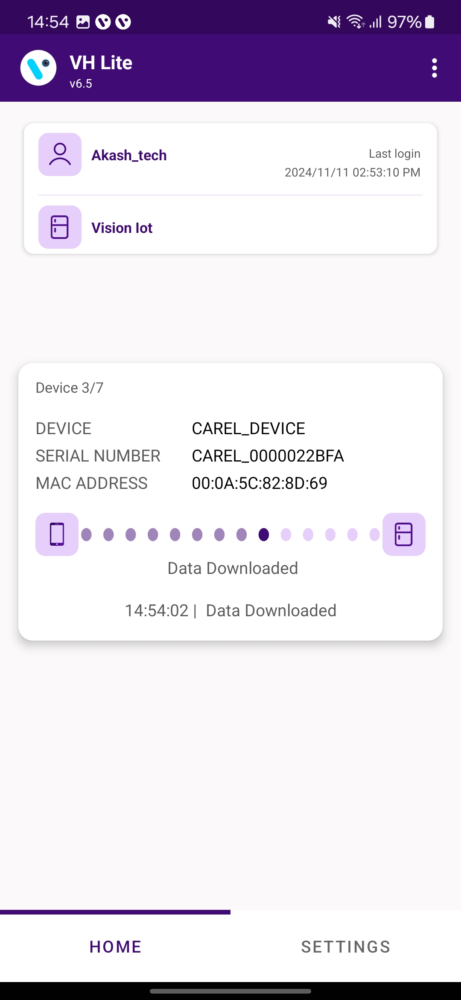 14:54 97%
VH Lite
v6.5
Akash_tech
Last login
2024/11/11 02:53:10 PM
Vision Iot
Device 3/7
DEVICE CAREL_DEVICE
SERIAL NUMBER CAREL_0000022BFA
MAC ADDRESS 00:0A:5C:82:8D:69
Data Downloaded
14:54:02 | Data Downloaded
HOME SETTINGS